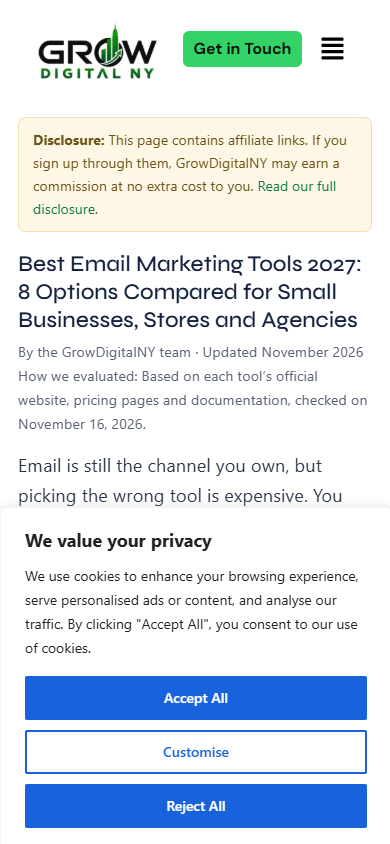 GROW
DIGITAL NY
Get in Touch
Disclosure: This page contains affiliate links. If you
sign up through them, GrowDigitalNY may earn a
commission at no extra cost to you. Read our full
disclosure.
Best Email Marketing Tools 2027:
8 Options Compared for Small
Businesses, Stores and Agencies
By the GrowDigitalNY team · Updated November 2026
How we evaluated: Based on each tool’s official
website, pricing pages and documentation, checked on
November 16, 2026.
Email is still the channel you own, but
picking the wrong tool is expensive. You
We value your privacy
We use cookies to enhance your browsing experience,
serve personalised ads or content, and analyse our
traffic. By clicking "Accept All", you consent to our use
of cookies.
Accept All
Customise
Reject All